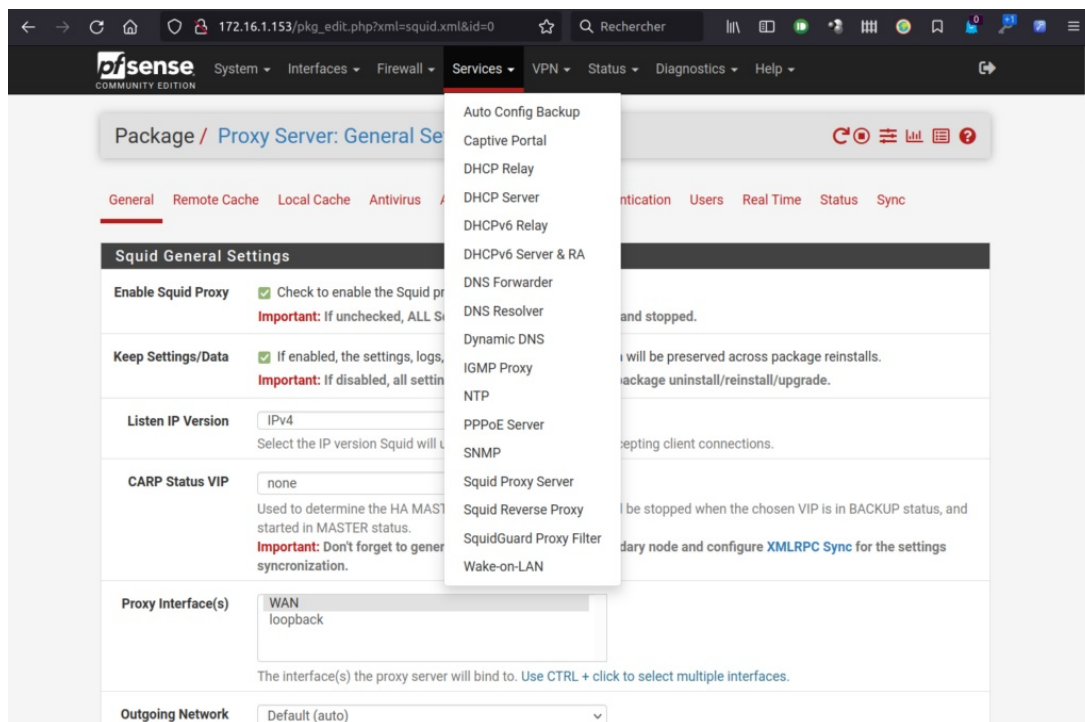 172.16.1.153/pkg_edit.php?xml=squid.xml&id=0
Rechercher
0
+1
pfsense
COMMUNITY EDITION
System Interfaces Firewall Services VPN Status Diagnostics Help
Auto Config Backup
Captive Portal
DHCP Relay
DHCP Server
DHCPv6 Relay
DHCPv6 Server & RA
DNS Forwarder
DNS Resolver
Dynamic DNS
IGMP Proxy
NTP
PPPoE Server
SNMP
Squid Proxy Server
Squid Reverse Proxy
SquidGuard Proxy Filter
Wake-on-LAN
Package / Proxy Server: General Se
General Remote Cache Local Cache Antivirus Users Real Time Status Sync
Squid General Settings
Enable Squid Proxy Check to enable the Squid pr
Important: If unchecked, ALL S and stopped.
Keep Settings/Data If enabled, the settings, logs, will be preserved across package reinstalls.
Important: If disabled, all settin package uninstall/reinstall/upgrade.
Listen IP Version IPv4
Select the IP version Squid will u cepting client connections.
CARP Status VIP none
Used to determine the HA MAST l be stopped when the chosen VIP is in BACKUP status, and
started in MASTER status.
Important: Don't forget to gener dary node and configure XMLRPC Sync for the settings
syncronization.
Proxy Interface(s) WAN
loopback
The interface(s) the proxy server will bind to. Use CTRL + click to select multiple interfaces.
Outgoing Network Default (auto)